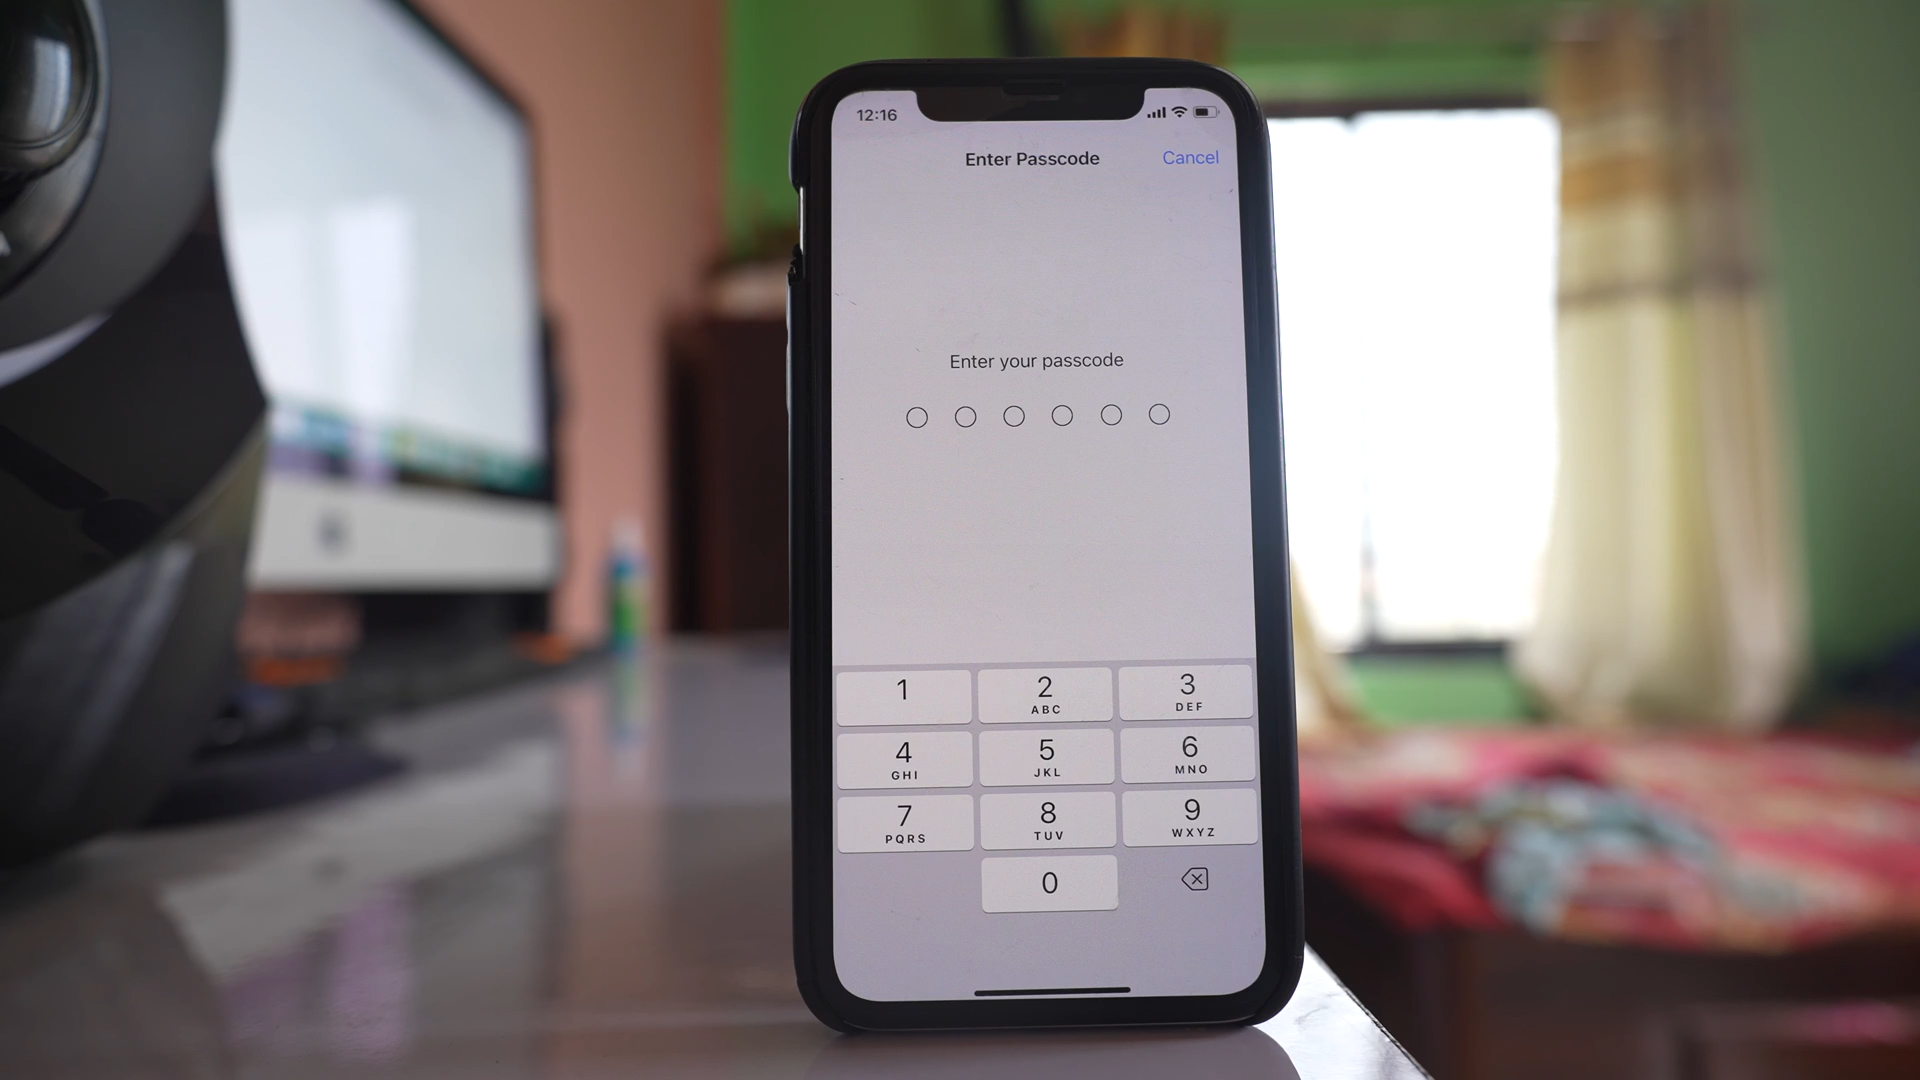 12:16
Enter Passcode Cancel
Enter your passcode
1 2 3
ABC DEF
4 5 6
GHI JKL MNO
7 8 9
PQRS TUV WXYZ
0